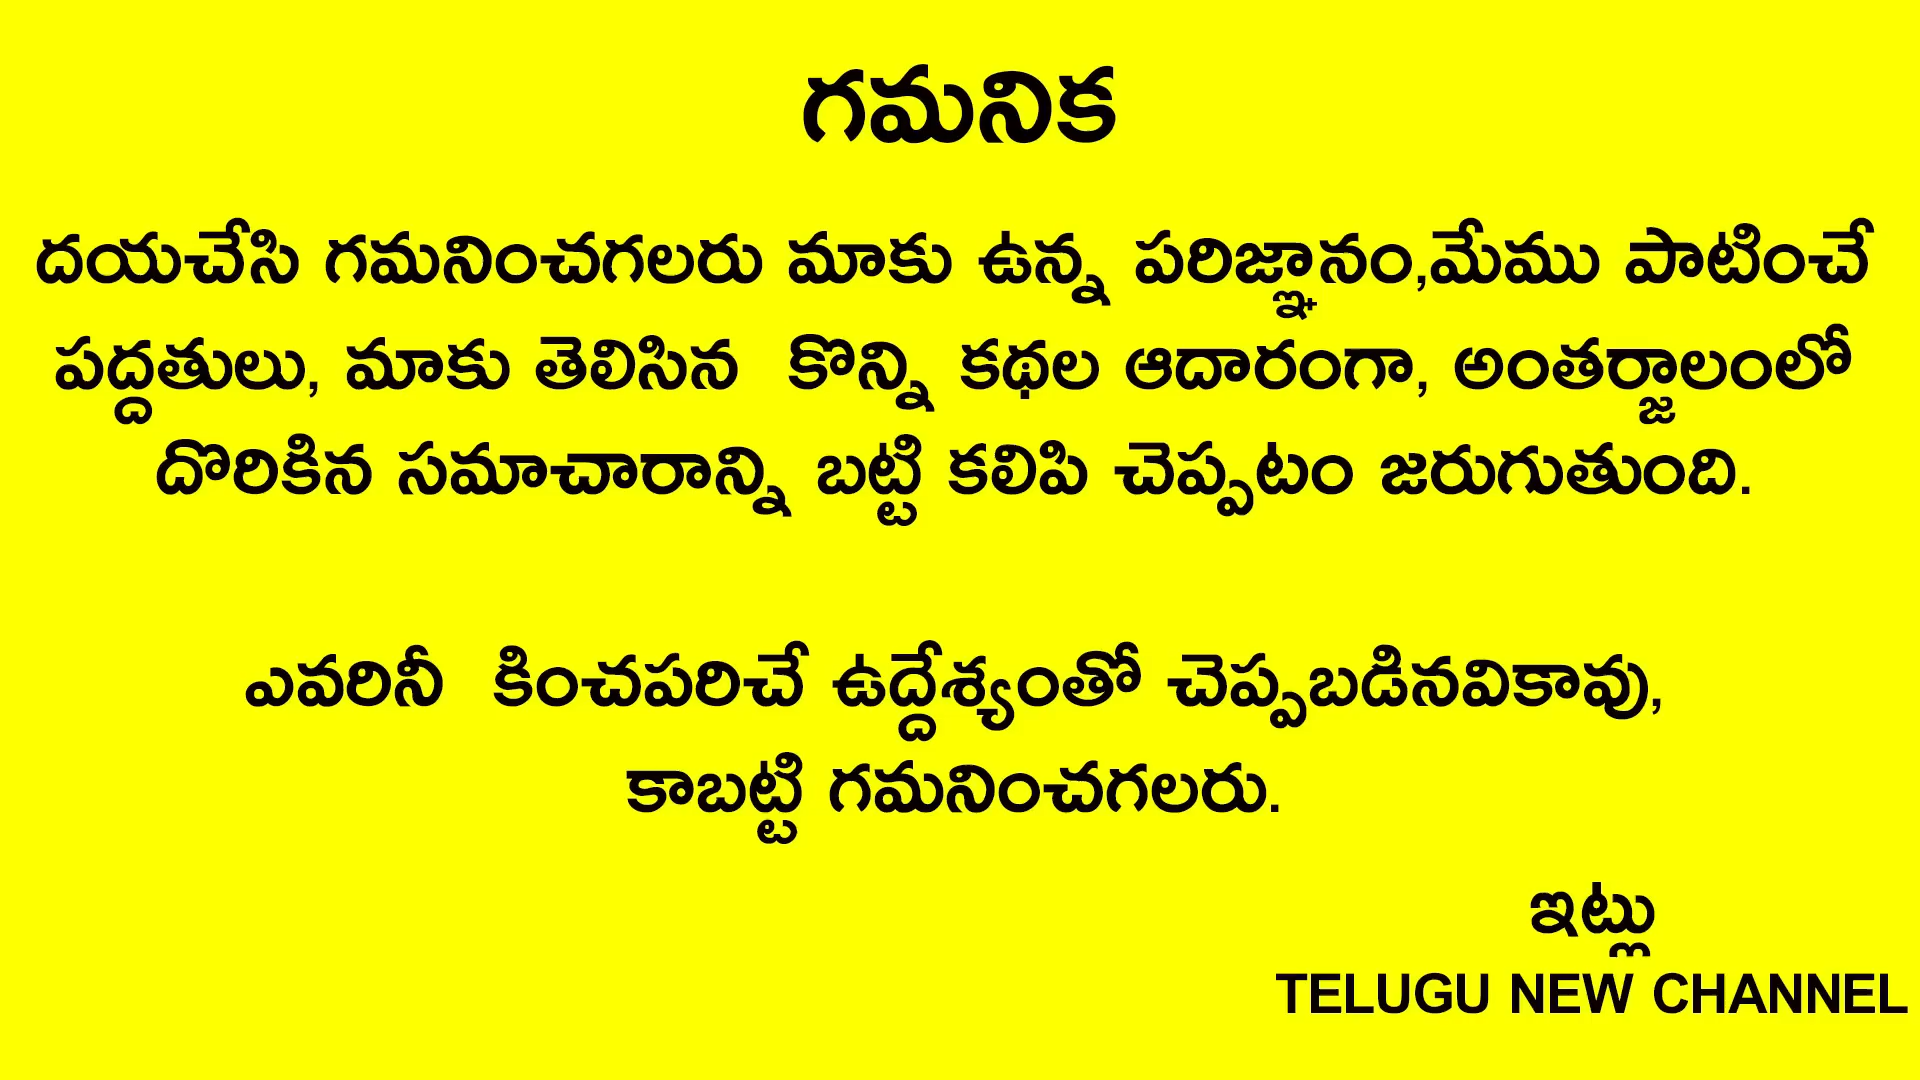 గమనిక
దయచేసి గమనించగలరు మాకు ఉన్న పరిజ్ఞానం,మేము పాటించే
పద్దతులు, మాకు తెలిసిన కొన్ని కథల ఆదారంగా, అంతర్జాలంలో
దొరికిన సమాచారాన్ని బట్టి కలిపి చెప్పటం జరుగుతుంది.
ఎవరినీ కించపరిచే ఉద్దేశ్యంతో చెప్పబడినవికావు,
కాబట్టి గమనించగలరు.
ఇట్లు
TELUGU NEW CHANNEL